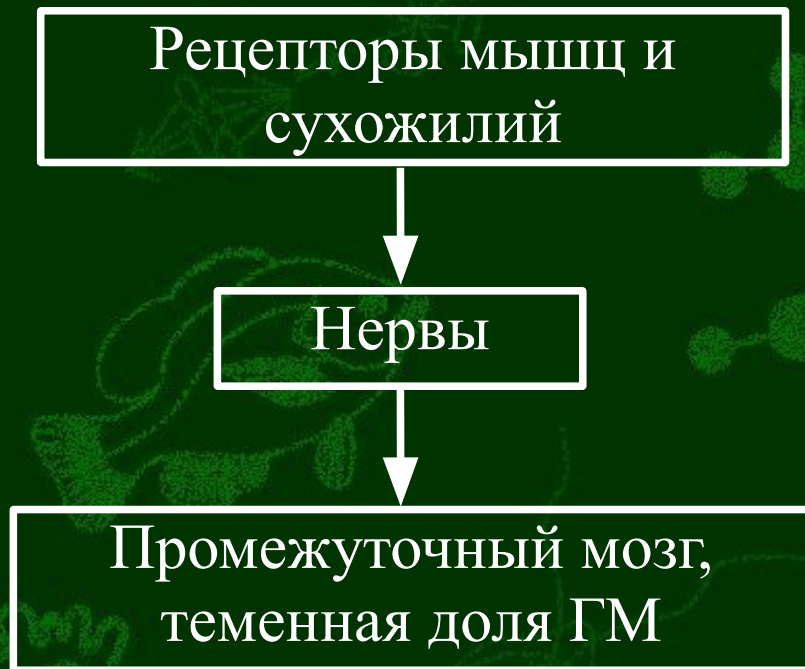 Рецепторы мышц и
сухожилий
Нервы
Промежуточный мозг,
теменная доля ГМ